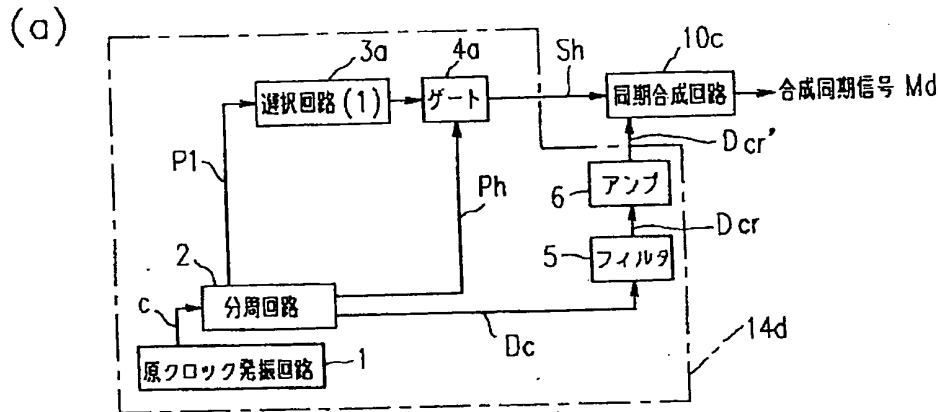 (a)
3a
4a
Sh
10c
選択回路(1)
ゲート
同期合成回路
合成同期信号 Md
Dcr'
P1
Ph
6
アンプ
Dcr
2
5
フィルタ
c
分周回路
Dc
14d
原クロック発振回路
1